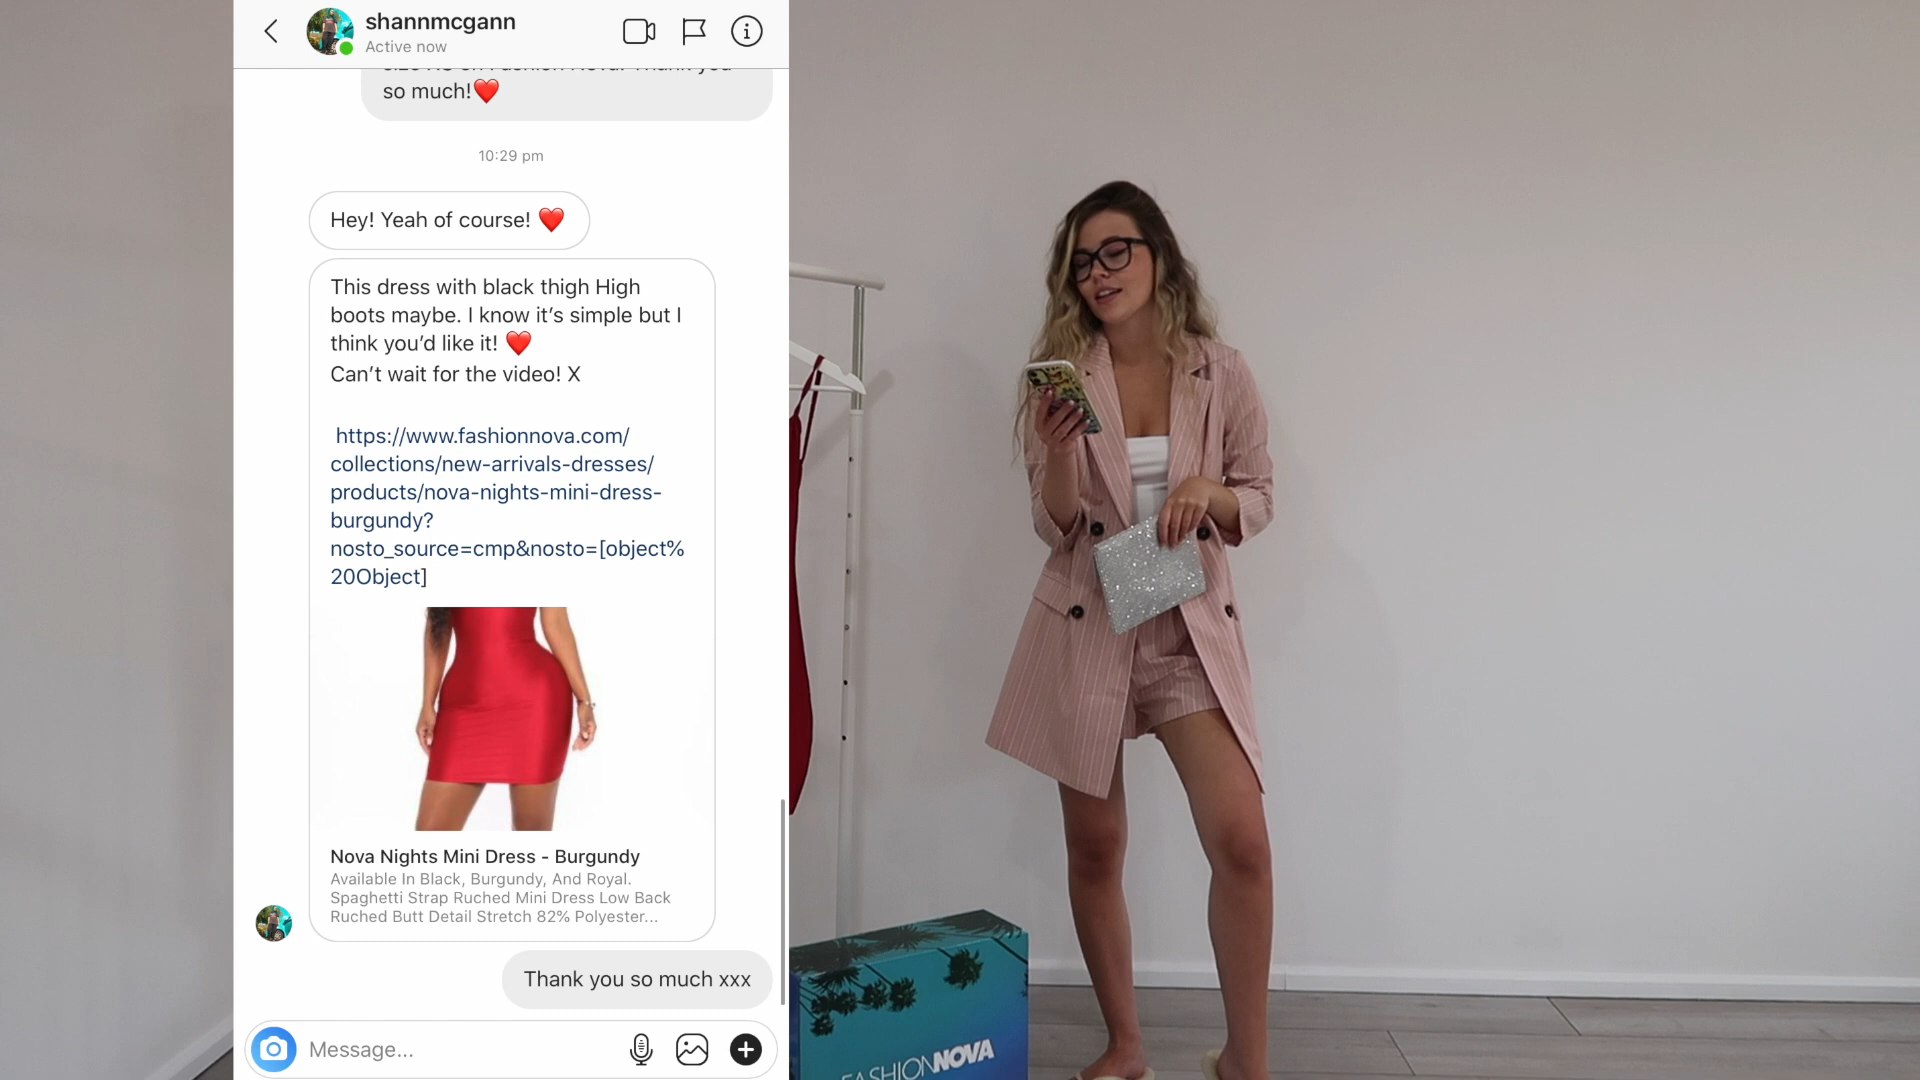 shannmcgann
Active now
so much!❤️
10:29 pm
Hey! Yeah of course! ❤️
This dress with black thigh High
boots maybe. I know it's simple but I
think you'd like it! ❤️
Can't wait for the video! X
https://www.fashionnova.com/
collections/new-arrivals-dresses/
products/nova-nights-mini-dress-
burgundy?
nosto_source=cmp&nosto=[object%
20Object]
Nova Nights Mini Dress - Burgundy
Available In Black, Burgundy, And Royal.
Spaghetti Strap Ruched Mini Dress Low Back
Ruched Butt Detail Stretch 82% Polyester...
Thank you so much xxx
Message...
FASHIONNOVA